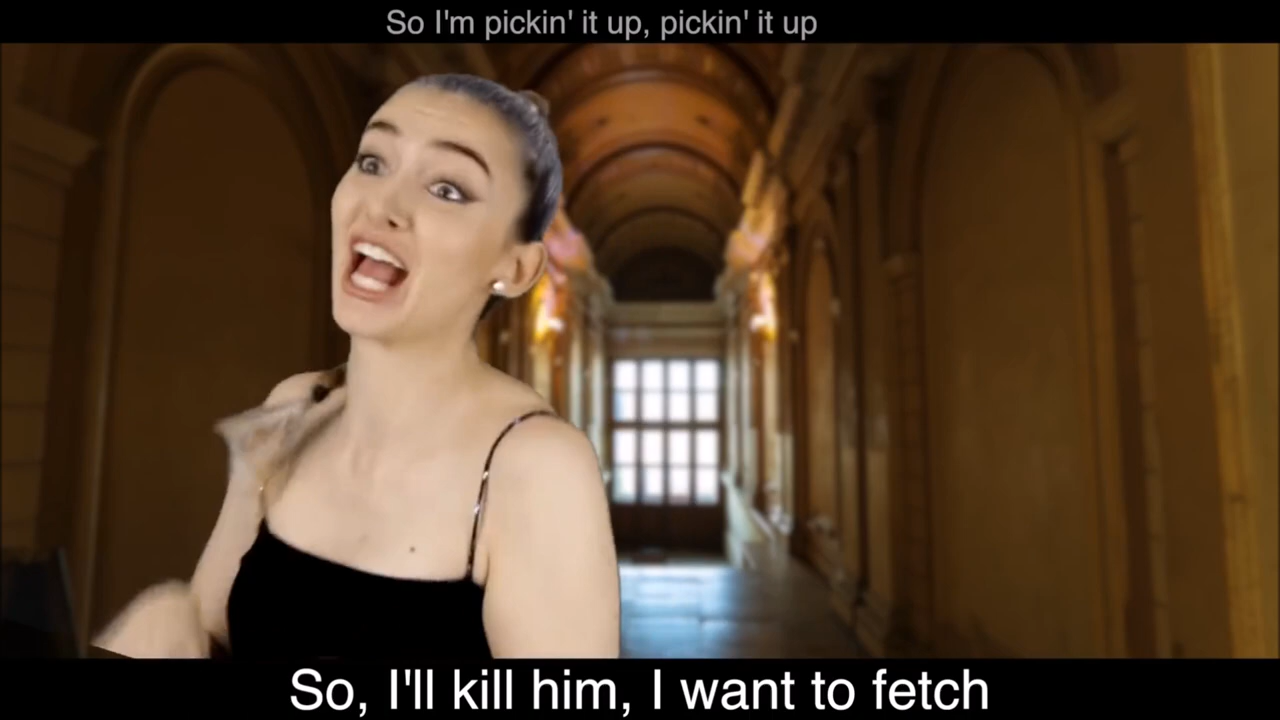 So I'm pickin' it up, pickin' it up
So, I'll kill him, I want to fetch